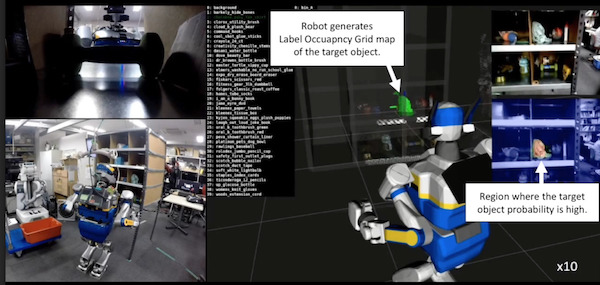 0: background
1: barkely_hide_bones
3: clorox_utility_brush
4: cloud_b_plush_bear
5: command_hooks
6: cool_shot_glue_sticks
7: crayola_24_ct
8: creativity_chenille_stems
9: dasani_water_bottle
10: dove_beauty_bar
11: dr_browns_bottle_brush
12: easter_turtle_sippy_cup
13: elmers_washable_no_run_school_glue
14: expo_dry_erase_board_eraser
15: fiskars_scissors_red
16: fitness_gear_3lb_dumbbell
17: folgers_classic_roast_coffee
18: hanes_tube_socks
19: i_am_a_bunny_book
20: jane_eyre_dvd
21: kleenex_paper_towels
22: kleenex_tissue_box
23: kyjen_squeakin_eggs_plush_puppies
24: laugh_out_loud_joke_book
25: oral_b_toothbrush_green
26: oral_b_toothbrush_red
27: peva_shower_curtain_liner
28: platinum_pets_dog_bowl
29: rawlings_baseball
30: rolodex_jumbo_pencil_cup
31: safety_first_outlet_plugs
32: scotch_bubble_mailer
33: scotch_duct_tape
34: soft_white_lightbulb
35: staples_index_cards
36: ticonderoga_12_pencils
37: up_glucose_bottle
38: womens_knit_gloves
39: woods_extension_cord
Robot generates
Label Occuapncy Grid map
of the target object.
Region where the target
object probability is high.
x10